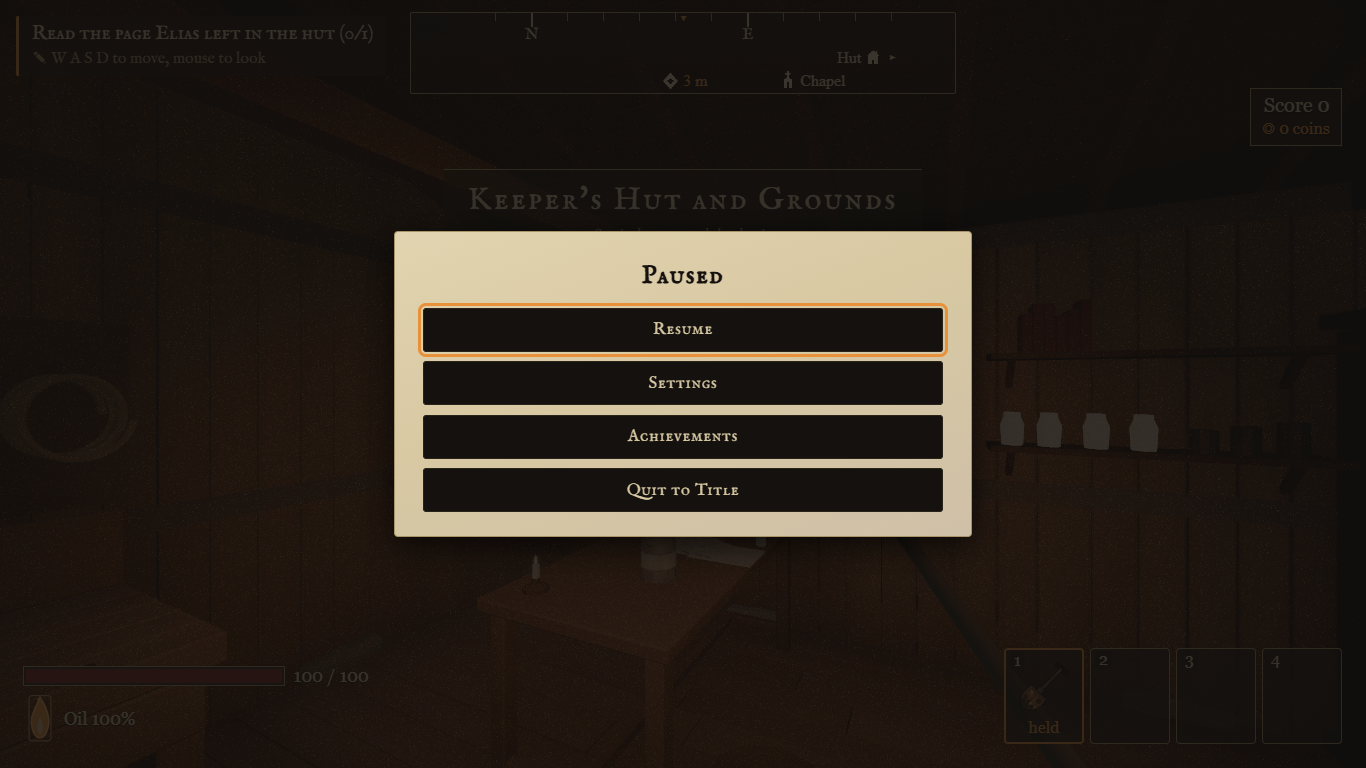 Read the page Elias left in the hut (0/1)
W A S D to move, mouse to look
N E
Hut
3 m Chapel
Score 0
0 coins
Keeper's Hut and Grounds
Paused
Resume
Settings
Achievements
Quit to Title
100 / 100
Oil 100%
1 2 3 4
held